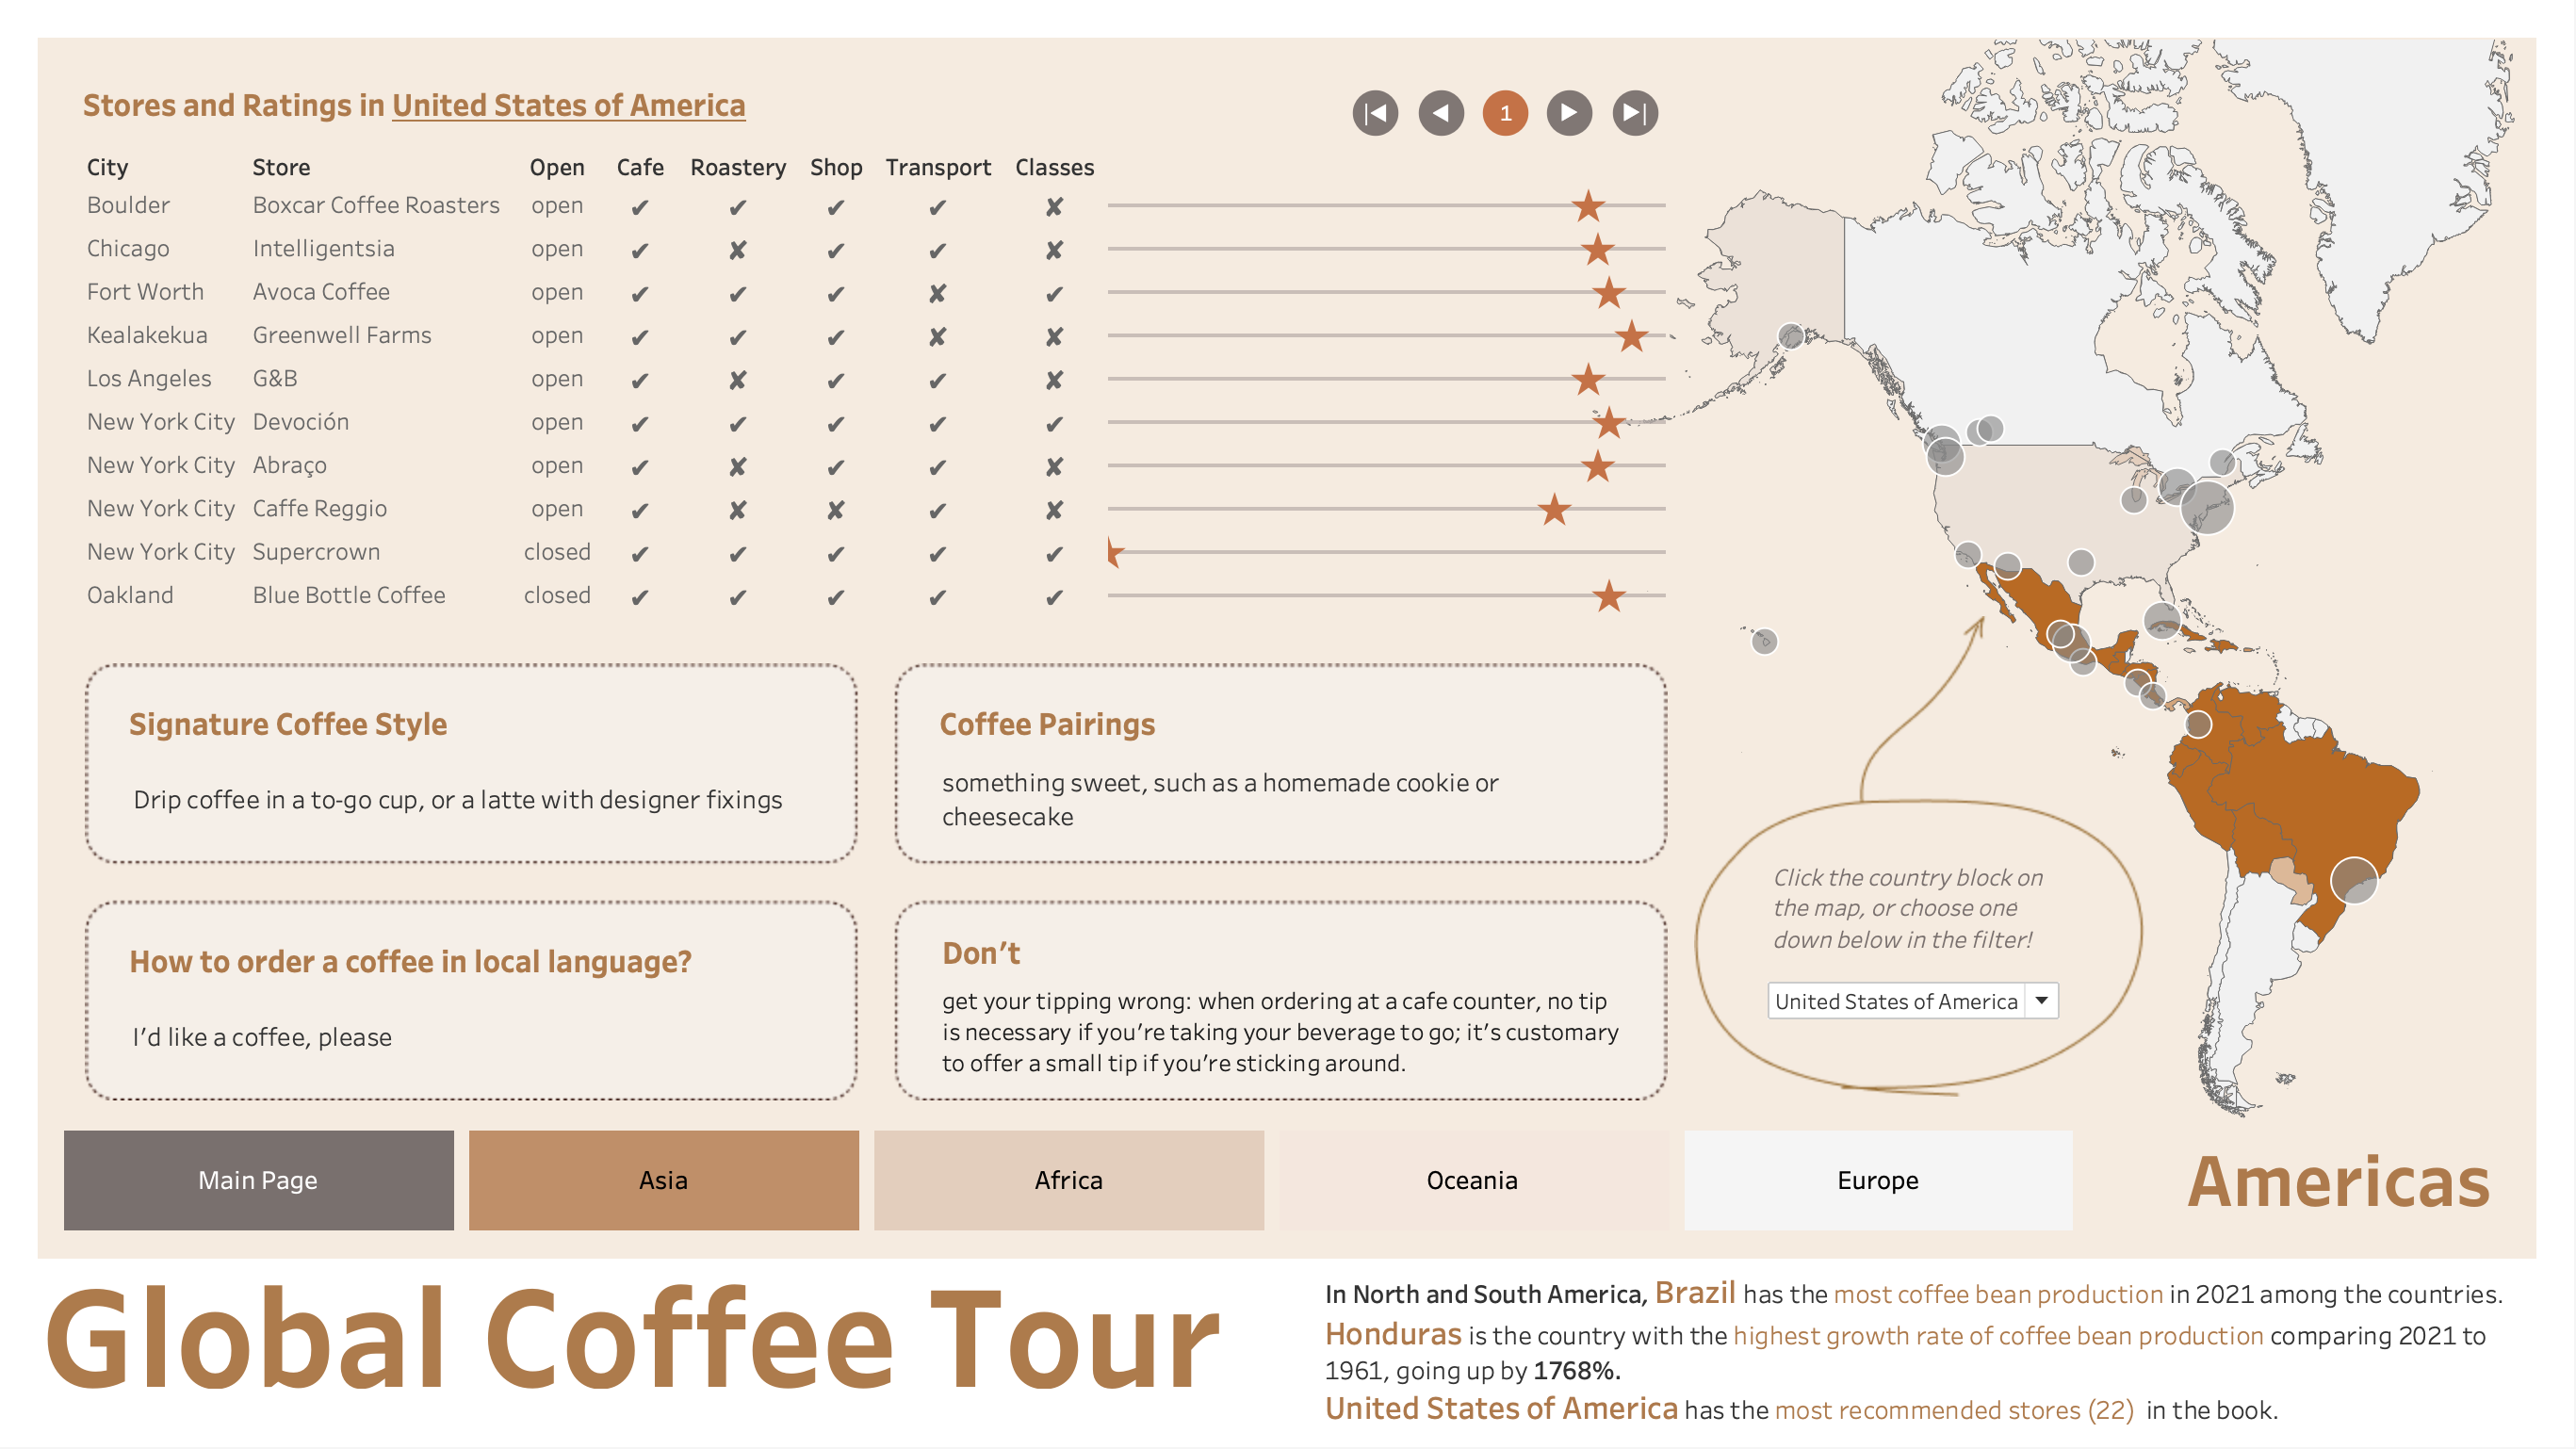 Stores and Ratings in United States of America
1
City Store Open Cafe Roastery Shop Transport Classes
Boulder Boxcar Coffee Roasters open ✔ ✔ ✔ ✔ ✘
Chicago Intelligentsia open ✔ ✘ ✔ ✔ ✘
Fort Worth Avoca Coffee open ✔ ✔ ✔ ✘ ✔
Kealakekua Greenwell Farms open ✔ ✔ ✔ ✘ ✘
Los Angeles G&B open ✔ ✘ ✔ ✔ ✘
New York City Devoción open ✔ ✔ ✔ ✔ ✔
New York City Abraço open ✔ ✘ ✔ ✔ ✘
New York City Caffe Reggio open ✔ ✘ ✘ ✔ ✘
New York City Supercrown closed ✔ ✔ ✔ ✔ ✔
Oakland Blue Bottle Coffee closed ✔ ✔ ✔ ✔ ✔
Signature Coffee Style
Drip coffee in a to-go cup, or a latte with designer fixings
Coffee Pairings
something sweet, such as a homemade cookie or
cheesecake
How to order a coffee in local language?
I’d like a coffee, please
Don’t
get your tipping wrong: when ordering at a cafe counter, no tip
is necessary if you’re taking your beverage to go; it’s customary
to offer a small tip if you’re sticking around.
Click the country block on
the map, or choose one
down below in the filter!
United States of America
Main Page
Asia
Africa
Oceania
Europe
Americas
Global Coffee Tour
In North and South America, Brazil has the most coffee bean production in 2021 among the countries.
Honduras is the country with the highest growth rate of coffee bean production comparing 2021 to
1961, going up by 1768%.
United States of America has the most recommended stores (22) in the book.